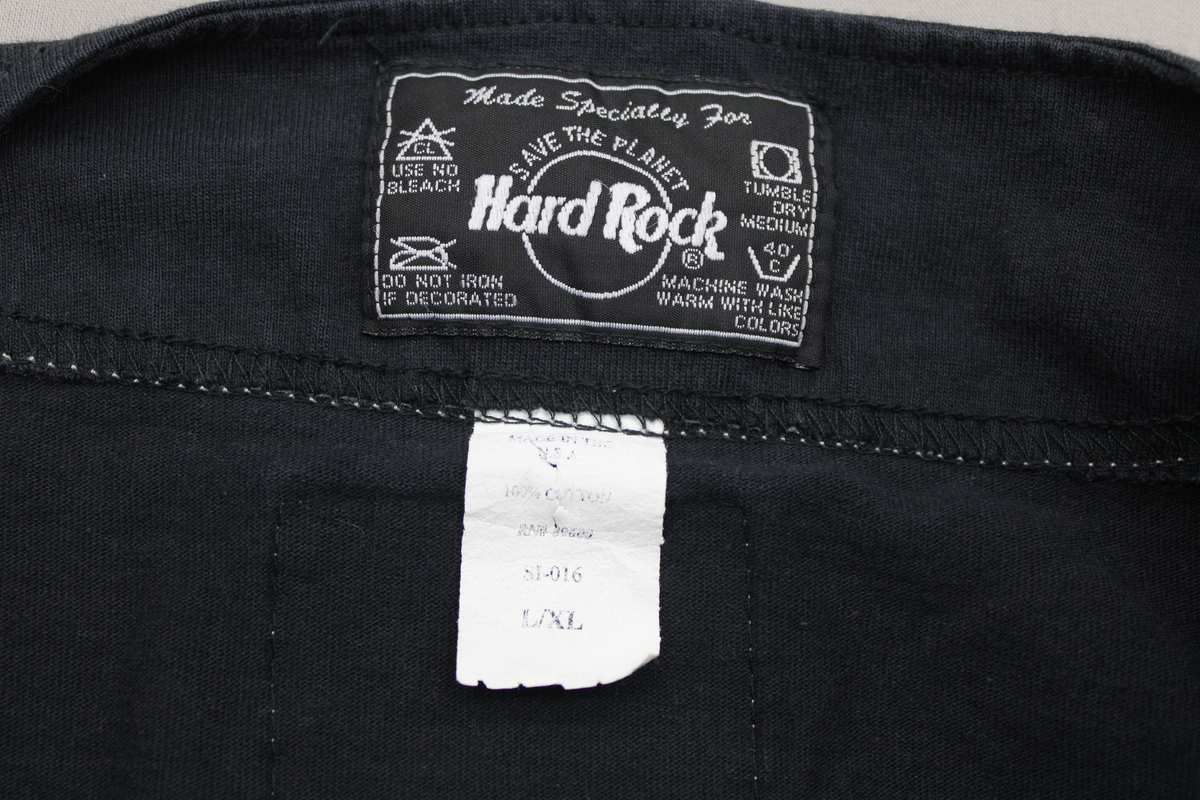 Made Specially For
SAVE THE PLANET
Hard Rock
®
CL
USE NO
BLEACH
TUMBLE
DRY
MEDIUM
DO NOT IRON
IF DECORATED
40
C
MACHINE WASH
WARM WITH LIKE
COLORS
MADE IN THE
U.S.A
100% COTTON
SI-016
L/XL